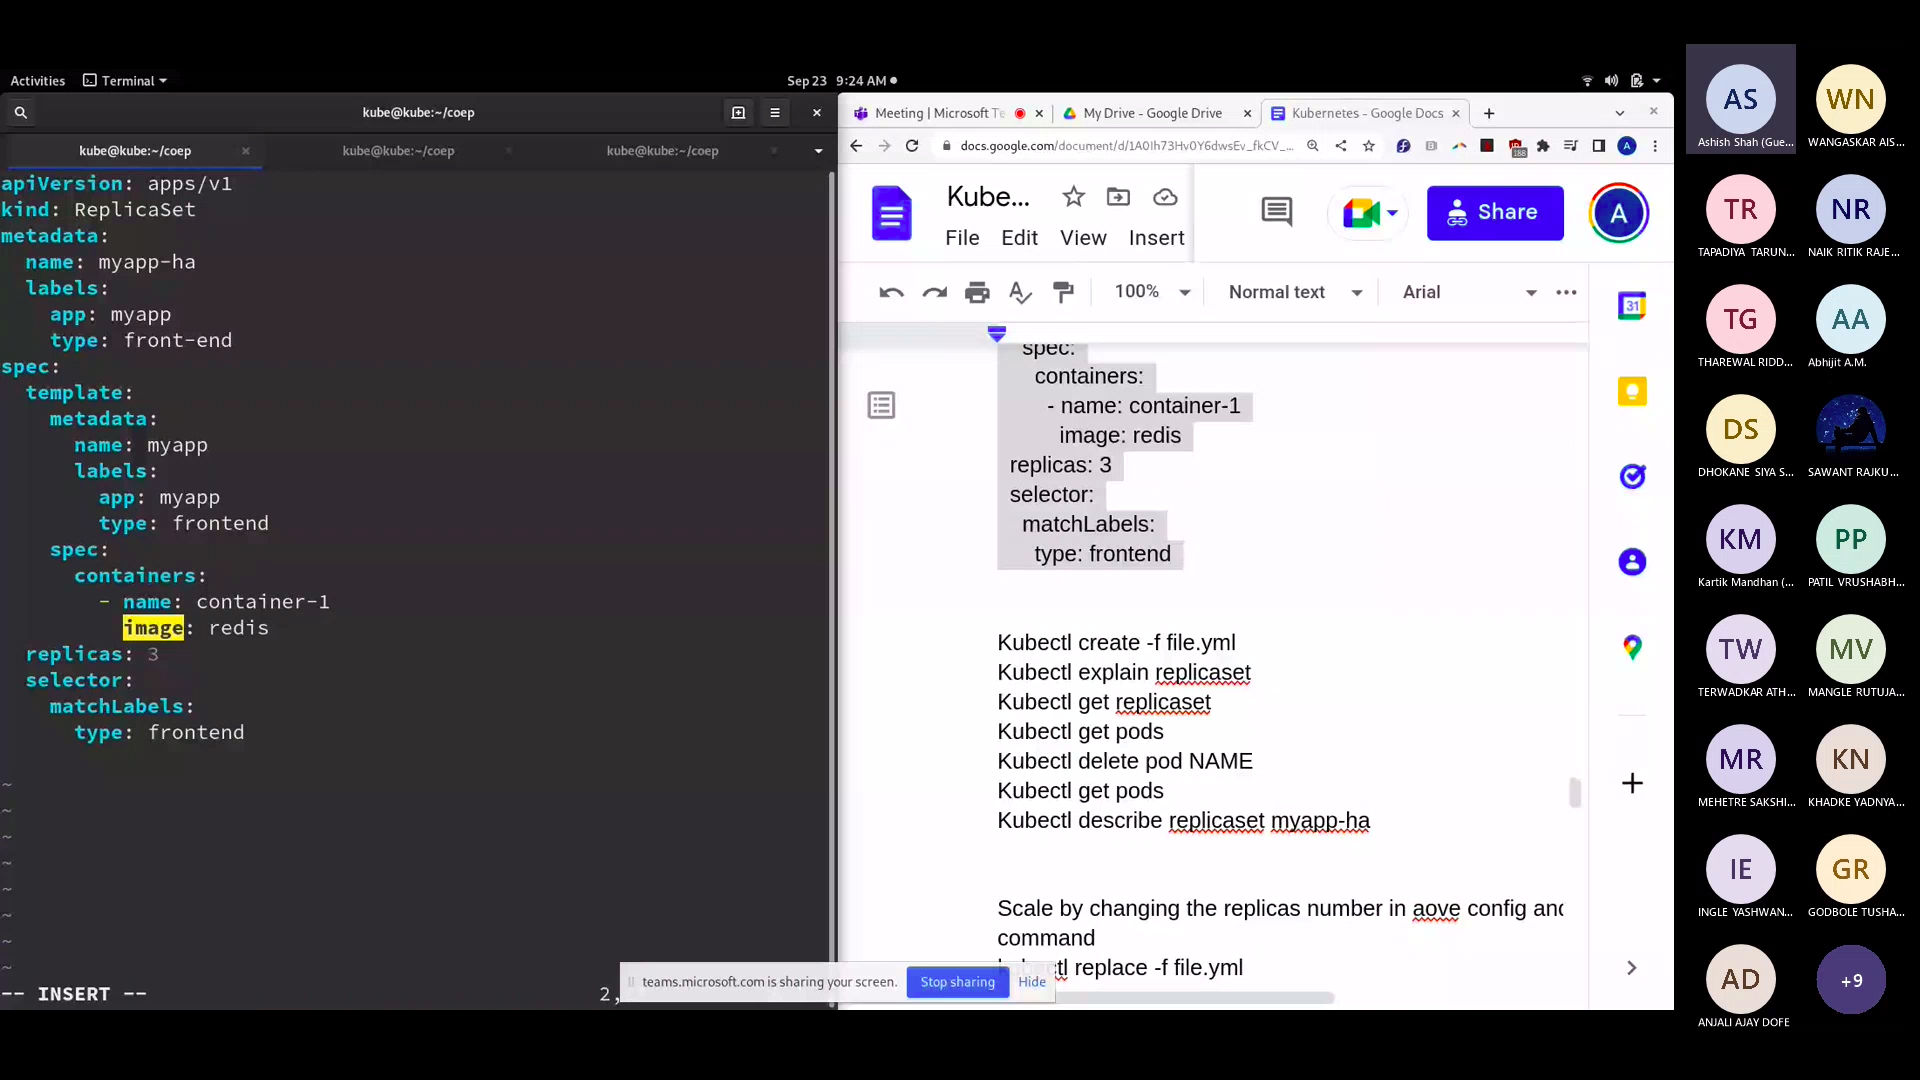 Activities
Terminal
Sep 23 9:24 AM
kube@kube:~/coep
kube@kube:~/coep
kube@kube:~/coep
kube@kube:~/coep
apiVersion: apps/v1
kind: ReplicaSet
metadata:
  name: myapp-ha
  labels:
    app: myapp
    type: front-end
spec:
  template:
    metadata:
      name: myapp
      labels:
        app: myapp
        type: frontend
    spec:
      containers:
        - name: container-1
          image: redis
  replicas: 3
  selector:
    matchLabels:
      type: frontend
~
~
~
~
~
~
~
~
-- INSERT --
2,
Meeting | Microsoft Te
My Drive - Google Drive
Kubernetes - Google Docs
docs.google.com/document/d/1A0Ih73Hv0Y6dwsEv_fkCV_...
188
A
Kube...
Share
A
File Edit View Insert
100%
Normal text
Arial
31
spec:
containers:
- name: container-1
image: redis
replicas: 3
selector:
matchLabels:
type: frontend
Kubectl create -f file.yml
Kubectl explain replicaset
Kubectl get replicaset
Kubectl get pods
Kubectl delete pod NAME
Kubectl get pods
Kubectl describe replicaset myapp-ha
Scale by changing the replicas number in aove config and
command
kubectl replace -f file.yml
teams.microsoft.com is sharing your screen.
Stop sharing
Hide
AS
Ashish Shah (Gue...
WN
WANGASKAR AIS...
TR
TAPADIYA TARUN...
NR
NAIK RITIK RAJE...
TG
THAREWAL RIDD...
AA
Abhijit A.M.
DS
DHOKANE SIYA S...
SAWANT RAJKU...
KM
Kartik Mandhan (...
PP
PATIL VRUSHABH...
TW
TERWADKAR ATH...
MV
MANGLE RUTUJA...
MR
MEHETRE SAKSHI...
KN
KHADKE YADNYA...
IE
INGLE YASHWAN...
GR
GODBOLE TUSHA...
AD
ANJALI AJAY DOFE
+9